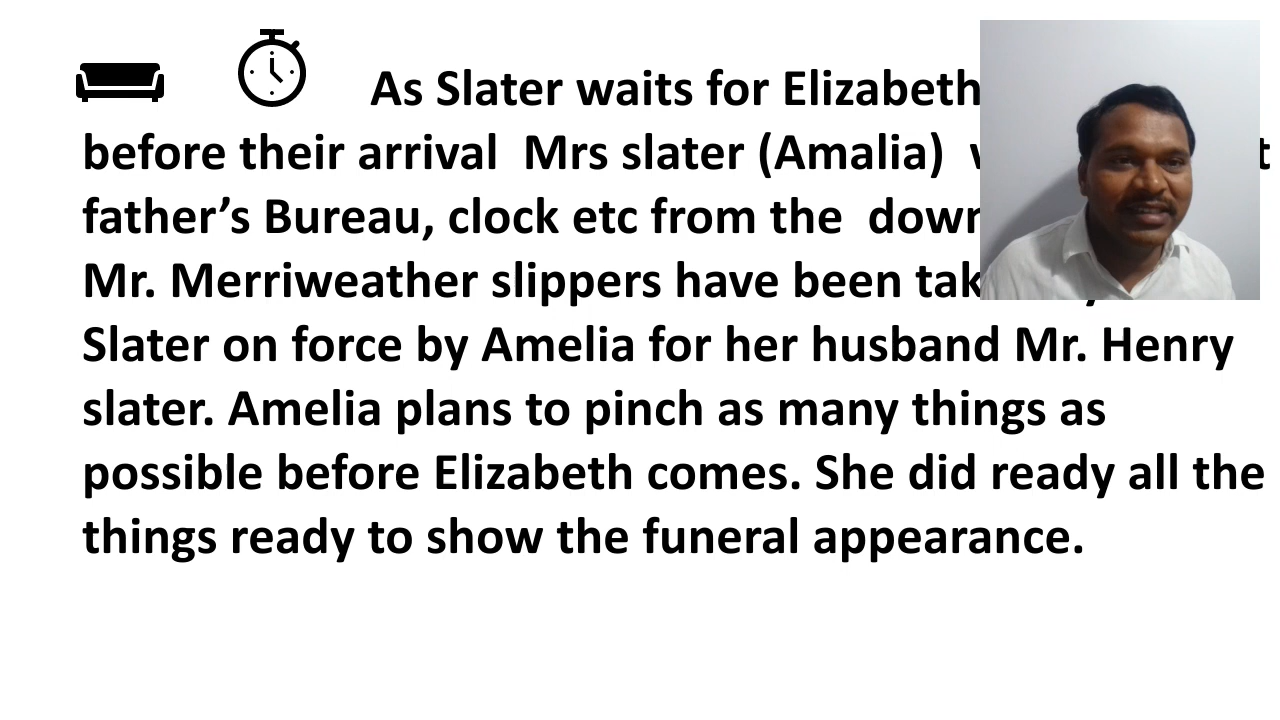 As Slater waits for Elizabeth
before their arrival Mrs slater (Amalia)
father’s Bureau, clock etc from the
Mr. Merriweather slippers have been
Slater on force by Amelia for her husband Mr. Henry
slater. Amelia plans to pinch as many things as
possible before Elizabeth comes. She did ready all the
things ready to show the funeral appearance.